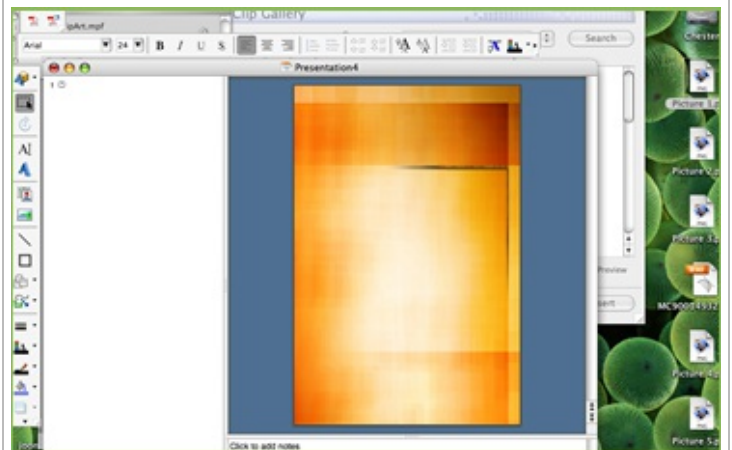 Clip Gallery
ipArt.mpf
Arial 24 B I U S
Search
Presentation4
1
Click to add notes
Chester
Picture 1.p
Picture 2.p
Picture 3.p
Preview
MC90014932
Picture 4.p
Picture 5.p